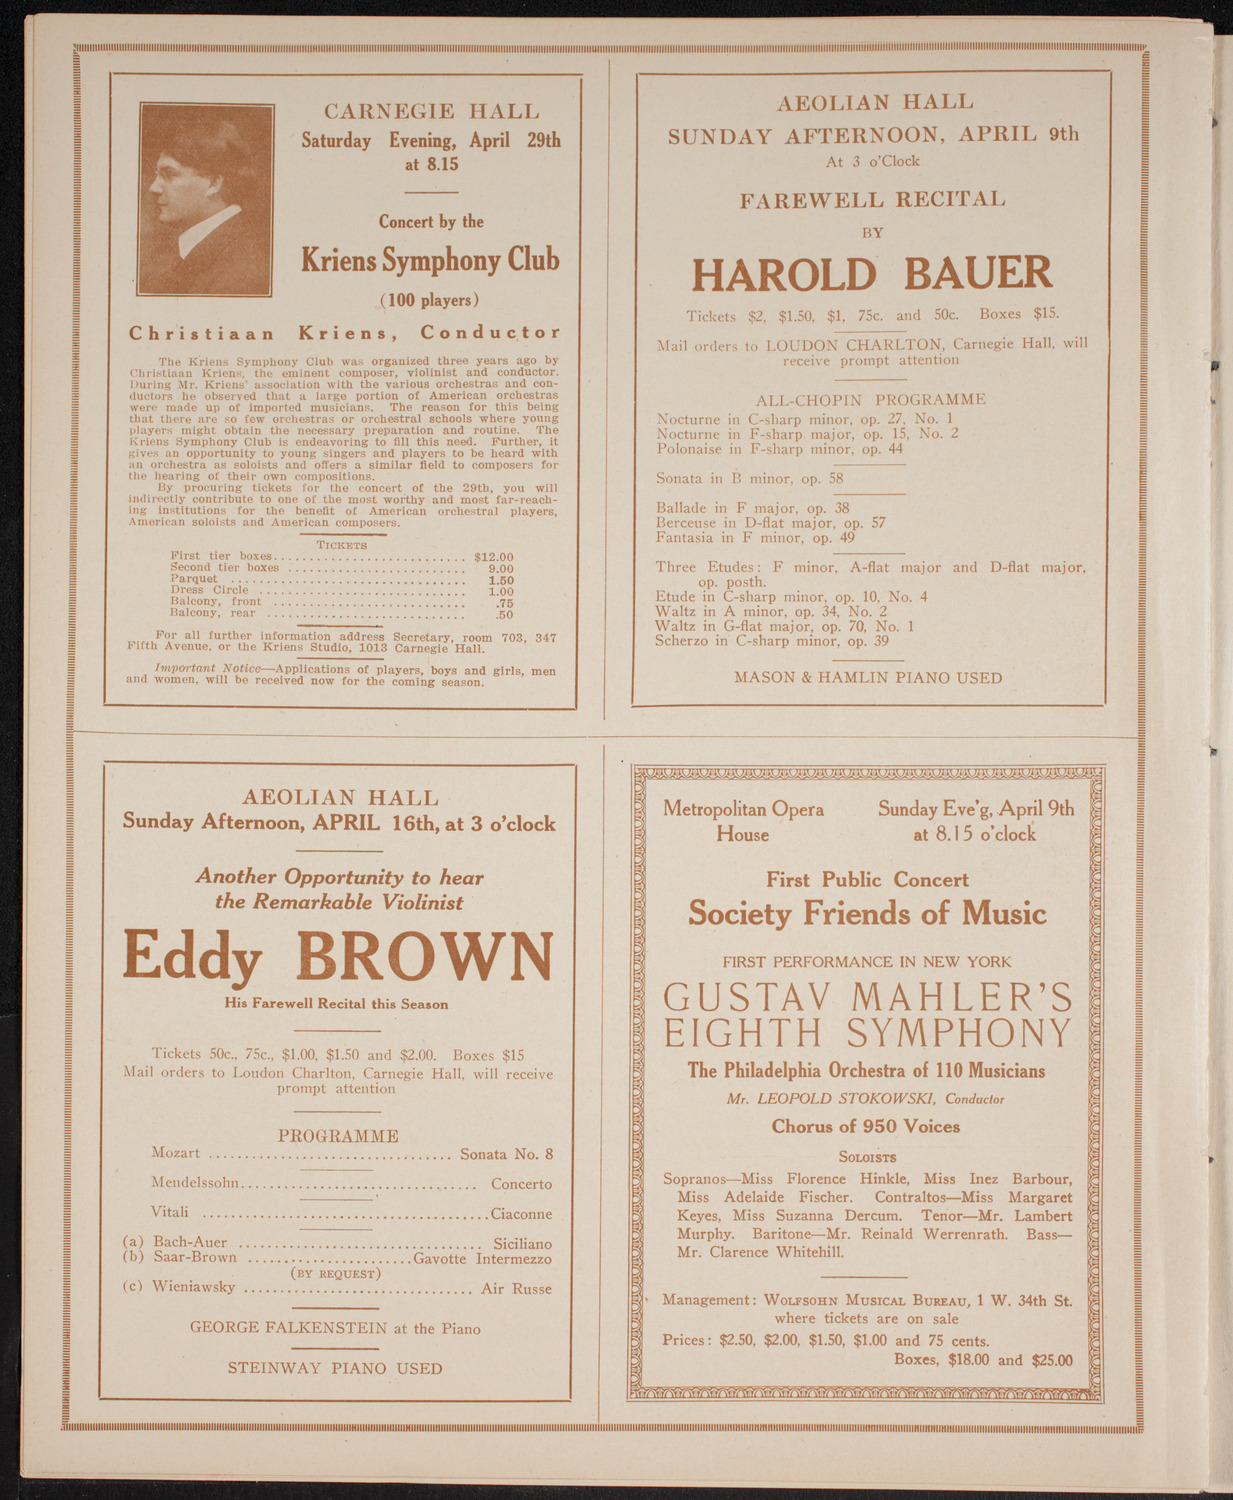 CARNEGIE HALL
Saturday Evening, April 29th
at 8.15
Concert by the
Kriens Symphony Club
(100 players)
Christiaan Kriens, Conductor
The Kriens Symphony Club was organized three years ago by
Christiaan Kriens, the eminent composer, violinist and conductor.
During Mr. Kriens' association with the various orchestras and con-
ductors he observed that a large portion of American orchestras
were made up of imported musicians. The reason for this being
that there are so few orchestras or orchestral schools where young
players might obtain the necessary preparation and routine. The
Kriens Symphony Club is endeavoring to fill this need. Further, it
gives an opportunity to young singers and players to be heard with
an orchestra as soloists and offers a similar field to composers for
the hearing of their own compositions.
By procuring tickets for the concert of the 29th, you will
indirectly contribute to one of the most worthy and most far-reach-
ing institutions for the benefit of American orchestral players,
American soloists and American composers.
TICKETS
First tier boxes.......................... $12.00
Second tier boxes ........................ 9.00
Parquet ................................ 1.50
Dress Circle ............................ 1.00
Balcony, front .......................... .75
Balcony, rear ........................... .50
For all further information address Secretary, room 703, 347
Fifth Avenue, or the Kriens Studio, 1013 Carnegie Hall.
Important Notice—Applications of players, boys and girls, men
and women, will be received now for the coming season.
AEOLIAN HALL
SUNDAY AFTERNOON, APRIL 9th
At 3 o'Clock
FAREWELL RECITAL
BY
HAROLD BAUER
Tickets $2, $1.50, $1, 75c. and 50c. Boxes $15.
Mail orders to LOUDON CHARLTON, Carnegie Hall, will
receive prompt attention
ALL-CHOPIN PROGRAMME
Nocturne in C-sharp minor, op. 27, No. 1
Nocturne in F-sharp major, op. 15, No. 2
Polonaise in F-sharp minor, op. 44
Sonata in B minor, op. 58
Ballade in F major, op. 38
Berceuse in D-flat major, op. 57
Fantasia in F minor, op. 49
Three Etudes: F minor, A-flat major and D-flat major,
op. posth.
Etude in C-sharp minor, op. 10, No. 4
Waltz in A minor, op. 34, No. 2
Waltz in G-flat major, op. 70, No. 1
Scherzo in C-sharp minor, op. 39
MASON & HAMLIN PIANO USED
AEOLIAN HALL
Sunday Afternoon, APRIL 16th, at 3 o'clock
Another Opportunity to hear
the Remarkable Violinist
Eddy BROWN
His Farewell Recital this Season
Tickets 50c., 75c., $1.00, $1.50 and $2.00. Boxes $15
Mail orders to Loudon Charlton, Carnegie Hall, will receive
prompt attention
PROGRAMME
Mozart ............................... Sonata No. 8
Mendelssohn.............................. Concerto
Vitali .....................................Ciaconne
(a) Bach-Auer ............................... Siciliano
(b) Saar-Brown ......................Gavotte Intermezzo
(BY REQUEST)
(c) Wieniawsky ............................. Air Russe
GEORGE FALKENSTEIN at the Piano
STEINWAY PIANO USED
Metropolitan Opera House
Sunday Eve'g, April 9th
at 8.15 o'clock
First Public Concert
Society Friends of Music
FIRST PERFORMANCE IN NEW YORK
GUSTAV MAHLER'S
EIGHTH SYMPHONY
The Philadelphia Orchestra of 110 Musicians
Mr. LEOPOLD STOKOWSKI, Conductor
Chorus of 950 Voices
SOLOISTS
Sopranos—Miss Florence Hinkle, Miss Inez Barbour,
Miss Adelaide Fischer. Contraltos—Miss Margaret
Keyes, Miss Suzanna Dercum. Tenor—Mr. Lambert
Murphy. Baritone—Mr. Reinald Werrenrath. Bass—
Mr. Clarence Whitehill.
Management: WOLFSOHN MUSICAL BUREAU, 1 W. 34th St.
where tickets are on sale
Prices: $2.50, $2.00, $1.50, $1.00 and 75 cents.
Boxes, $18.00 and $25.00